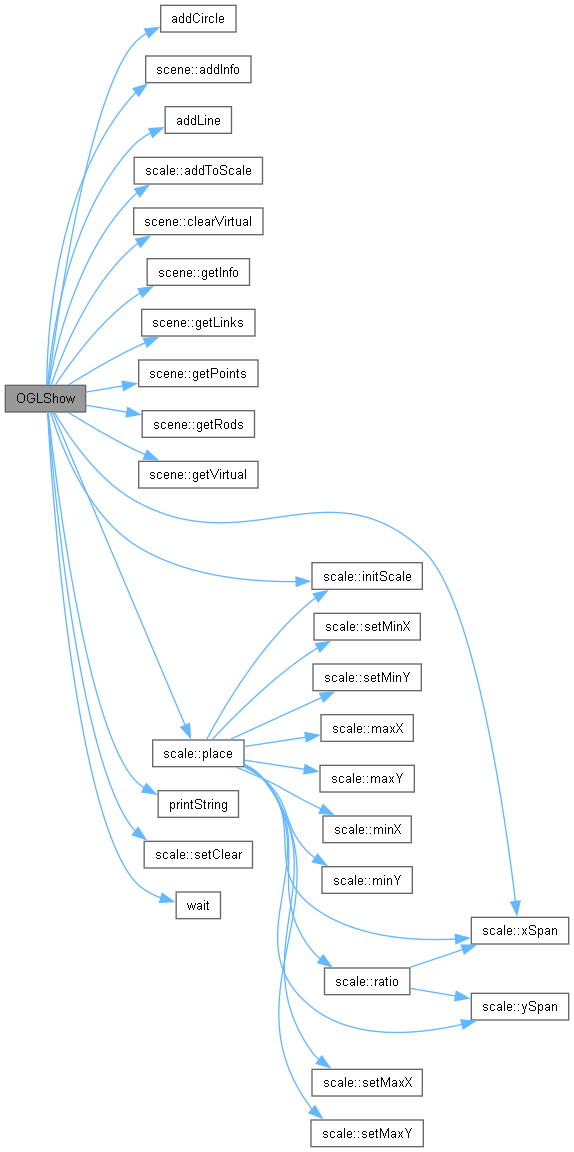 addCircle
scene::addInfo
addLine
scale::addToScale
scene::clearVirtual
scene::getInfo
scene::getLinks
scene::getPoints
OGLShow
scene::getRods
scene::getVirtual
scale::initScale
scale::setMinX
scale::setMinY
scale::maxX
scale::place
scale::maxY
printString
scale::minX
scale::setClear
scale::minY
wait
scale::xSpan
scale::ratio
scale::ySpan
scale::setMaxX
scale::setMaxY